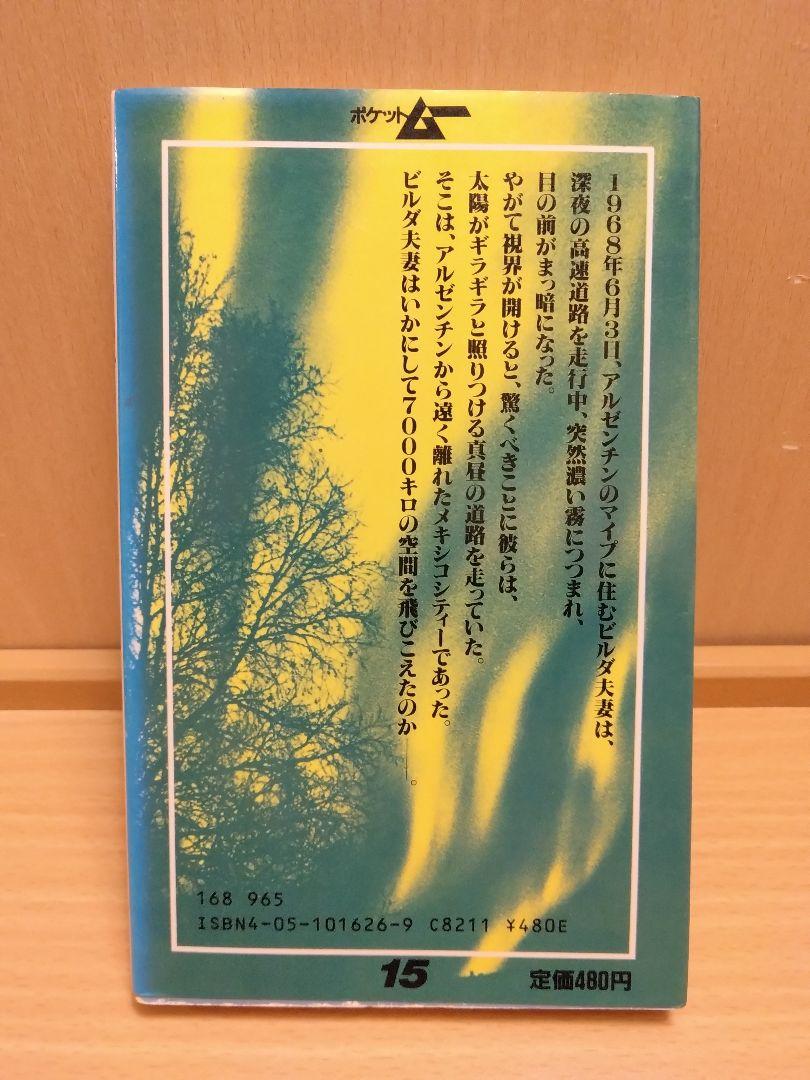 ポケットムー
1968年6月3日、アルゼンチンのマイプに住むビルダ夫妻は、
深夜の高速道路を走行中、突然濃い霧につつまれ、
目の前がまっ暗になった。
やがて視界が開けると、驚くべきことに彼らは、
太陽がギラギラと照りつける真昼の道路を走っていた。
そこは、アルゼンチンから遠く離れたメキシコシティーであった。
ビルダ夫妻はいかにして7000キロの空間を飛びこえたのか――。
168 965
ISBN4-05-101626-9 C8211 ¥480E
15
定価480円